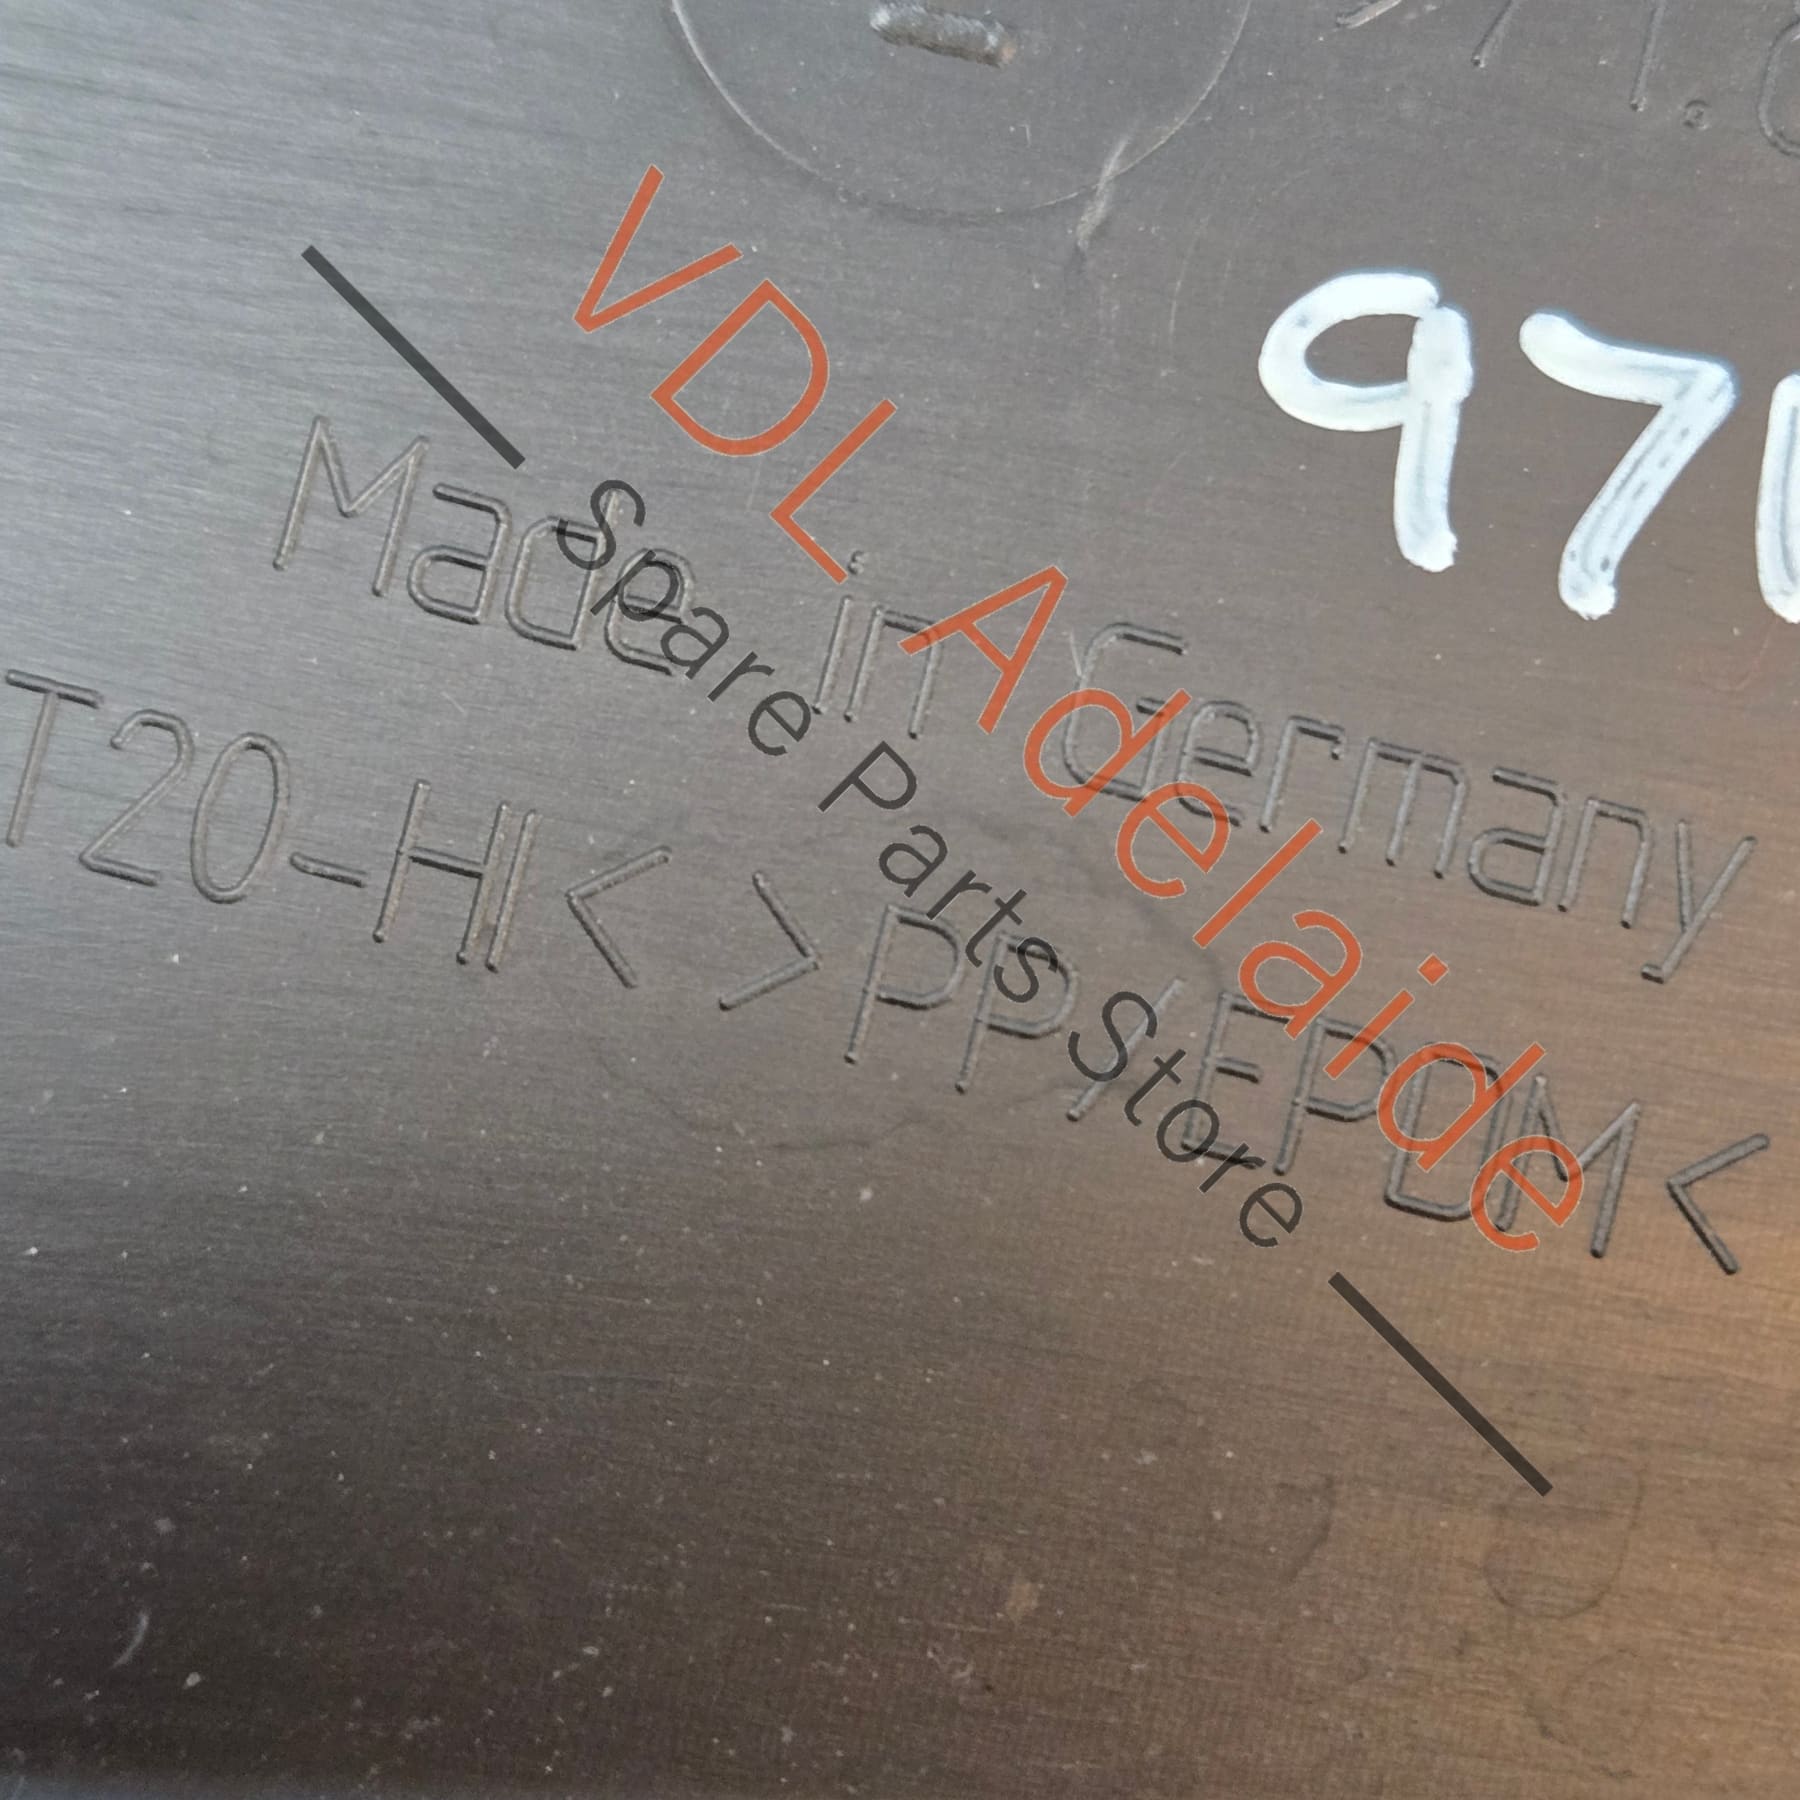 97
Made in Germany
T20-HI< >PP/EPDM<
VDL Adelaide
Spare Parts Store